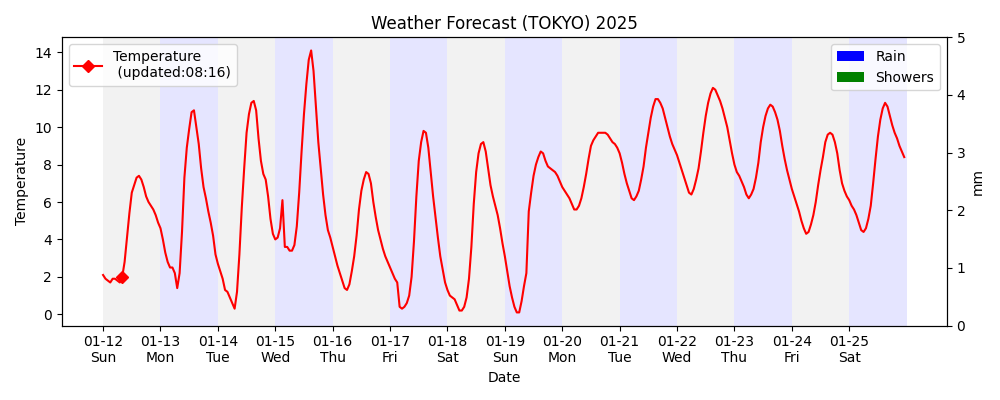 Weather Forecast (TOKYO) 2025
Temperature
(updated:08:16)
Rain
Showers
Temperature
14
12
10
8
6
4
2
0
5
4
3
2
1
0
mm
01-12 01-13 01-14 01-15 01-16 01-17 01-18 01-19 01-20 01-21 01-22 01-23 01-24 01-25
Sun Mon Tue Wed Thu Fri Sat Sun Mon Tue Wed Thu Fri Sat
Date